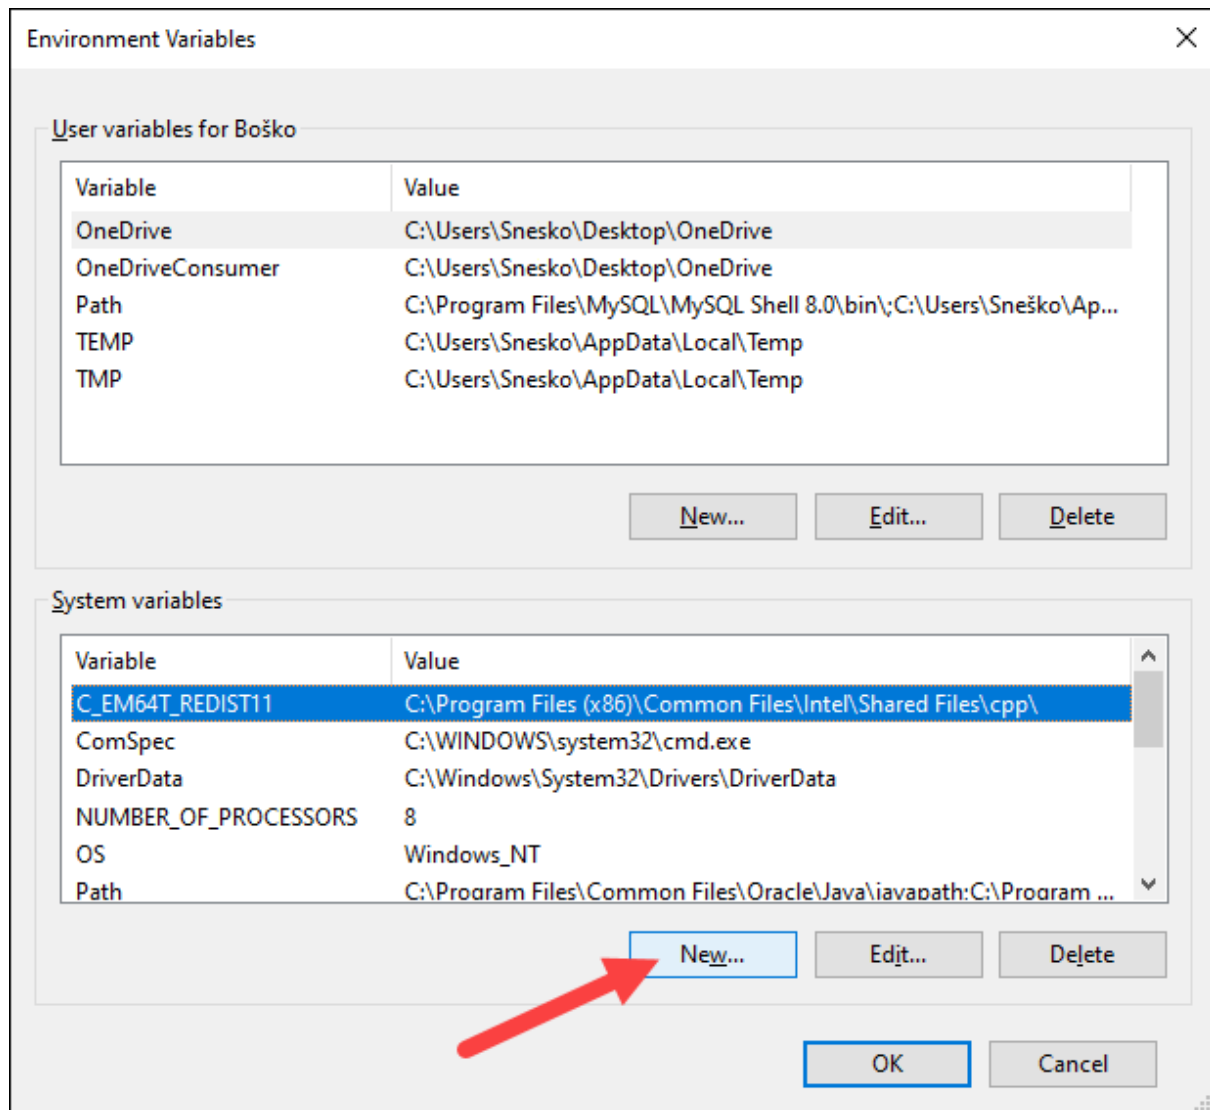 Environment Variables
User variables for Boško
Variable Value
OneDrive C:\Users\Snesko\Desktop\OneDrive
OneDriveConsumer C:\Users\Snesko\Desktop\OneDrive
Path C:\Program Files\MySQL\MySQL Shell 8.0\bin\;C:\Users\Sneško\Ap...
TEMP C:\Users\Snesko\AppData\Local\Temp
TMP C:\Users\Snesko\AppData\Local\Temp
New... Edit... Delete
System variables
Variable Value
C_EM64T_REDIST11 C:\Program Files (x86)\Common Files\Intel\Shared Files\cpp\
ComSpec C:\WINDOWS\system32\cmd.exe
DriverData C:\Windows\System32\Drivers\DriverData
NUMBER_OF_PROCESSORS 8
OS Windows_NT
Path C:\Program Files\Common Files\Oracle\Java\javapath;C:\Program ...
New... Edit... Delete
OK Cancel